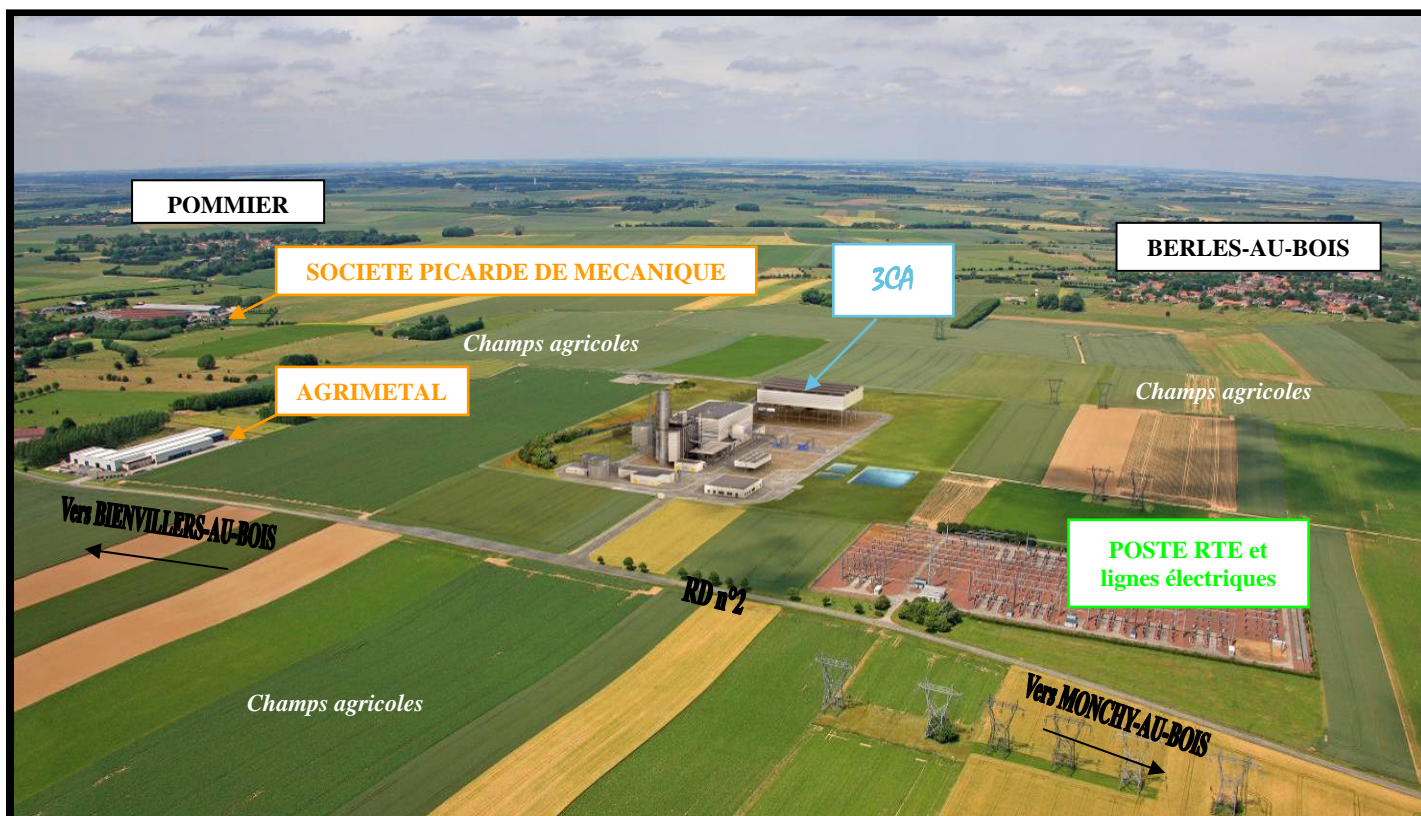 POMMIER
BERLES-AU-BOIS
SOCIETE PICARDE DE MECANIQUE
3CA
Champs agricoles
AGRIMETAL
Champs agricoles
Vers BIENVILLERS-AU-BOIS
POSTE RTE et
lignes électriques
RD n°2
Champs agricoles
Vers MONCHY-AU-BOIS